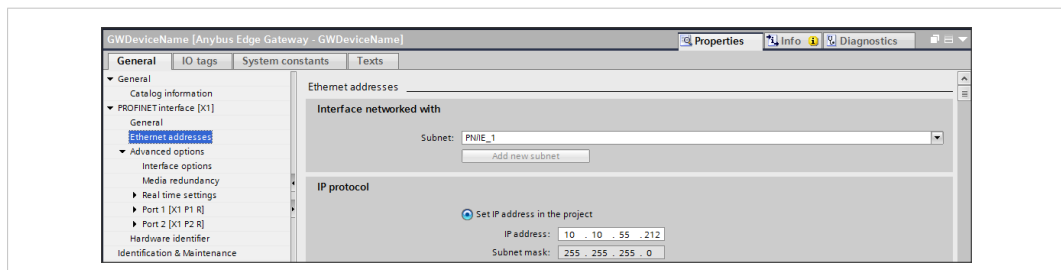 GWDeviceName [Anybus Edge Gateway - GWDeviceName]
Properties
Info
Diagnostics
General
IO tags
System constants
Texts
General
Catalog information
PROFINET interface [X1]
General
Ethernet addresses
Advanced options
Interface options
Media redundancy
Real time settings
Port 1 [X1 P1 R]
Port 2 [X1 P2 R]
Hardware identifier
Identification & Maintenance
Ethernet addresses
Interface networked with
Subnet: PN/IE_1
Add new subnet
IP protocol
Set IP address in the project
IP address: 10 . 10 . 55 . 212
Subnet mask: 255 . 255 . 255 . 0